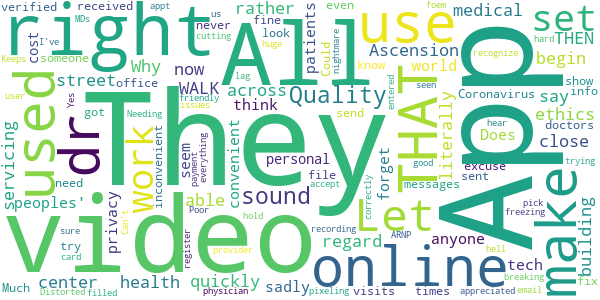 MDs
verified
appt
received
us
never
cutting
Keeps
I've
someone
right
All
rather
fine
look
cost
Why
office
street
used
dr
user
Yes
now
WALK
got
friendly
Needing
issues
inconvenient
Work
need
servicing
peoples'
They
video
across
think
huge
lag
patients
even
Could
nightmare
Quality
use
medical
Ascension
know
world
send
THAT
entered
seen
literally
App
set
THEN
begin
hard
foem
recognize
Coronavirus
show
info
say
Does
ethics
hear
doctors
close
good
trying
excuse
sent
messages
make
building
pick
freezing
tech
fix
breaking
email
appreciated
hell
anyone
online
Let
forget
ARNP
correctly
accept
personal
file
sound
regard
recording
times
visits
pixeling
sadly
hold
able
seem
payment
everything
convenient
privacy
Poor
register
quickly
provider
physician
Can't
health
center
try
sure
card
Much
Distorted
filled